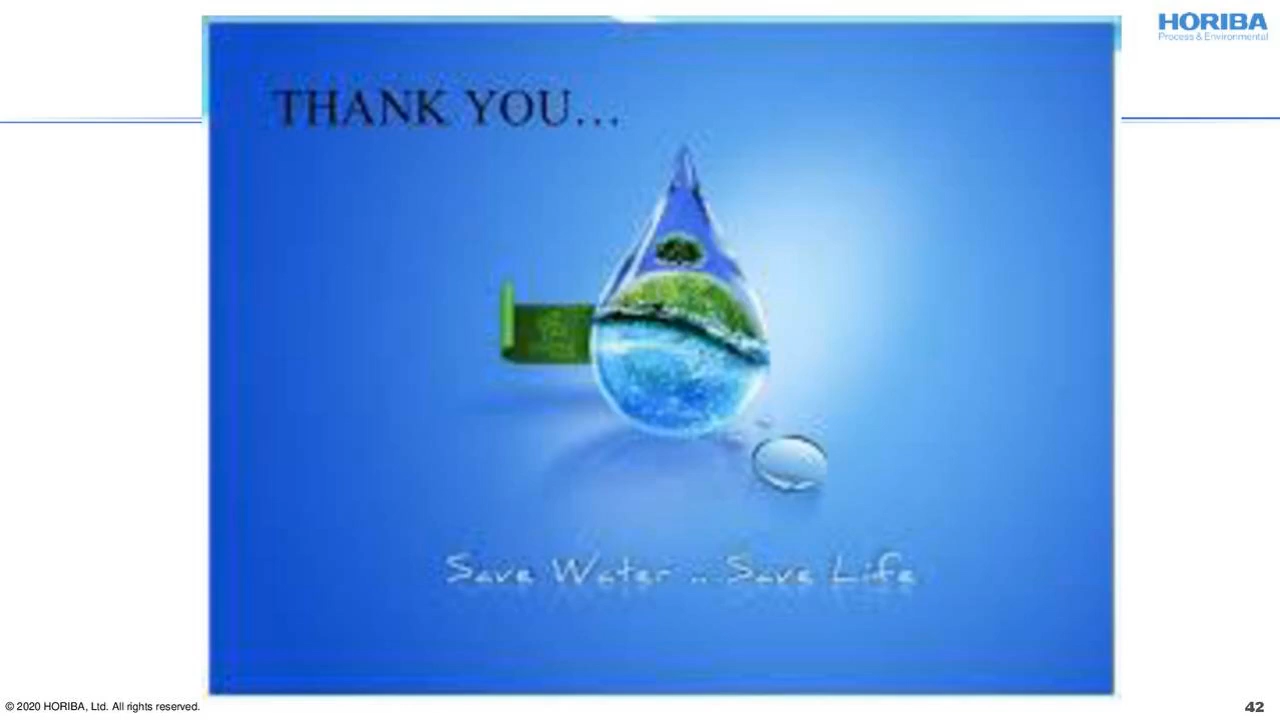 HORIBA
Process & Environmental
THANK YOU...
Save Water .. Save Life
© 2020 HORIBA, Ltd. All rights reserved.
42